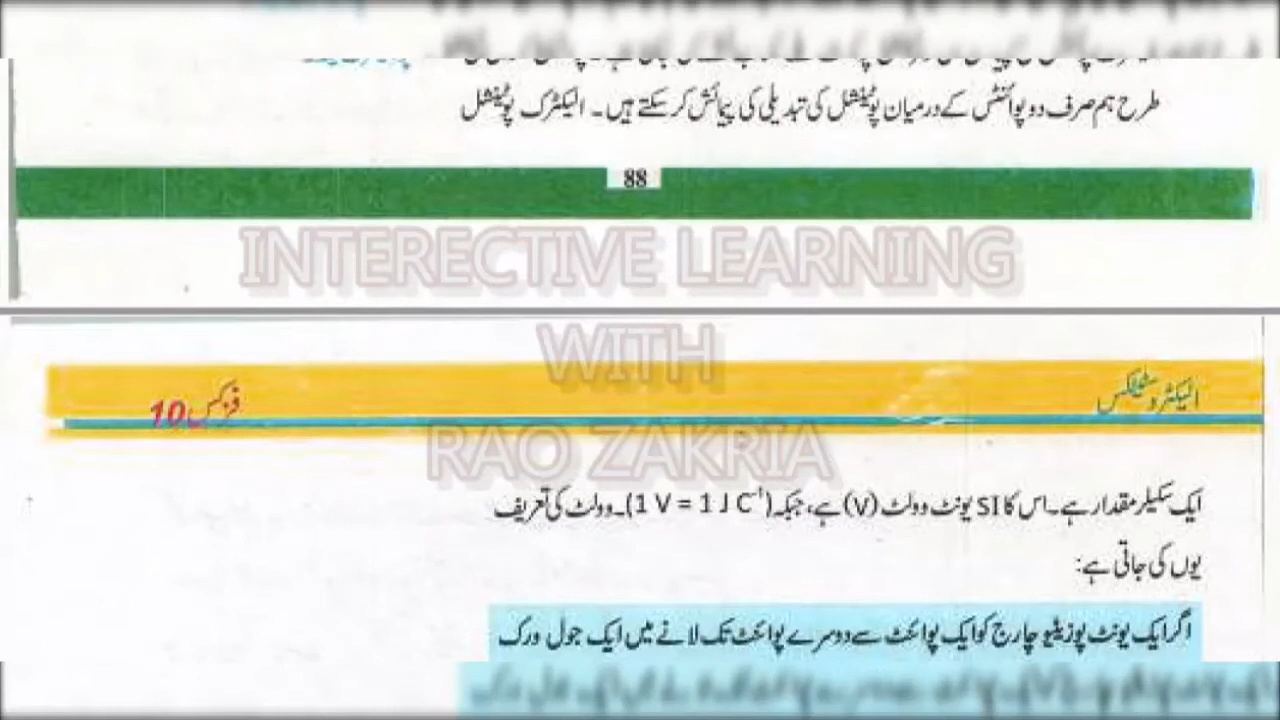 طرح ہم صرف دو پوائنٹس کے درمیان پوٹینشل کی تبدیلی کی پیمائش کر سکتے ہیں۔ الیکٹرک پوٹینشل
88
INTERECTIVE LEARNING
WITH
RAO ZAKRIA
الیکٹروسٹیٹکس
فزکس 10
ایک سکیلر مقدار ہے۔ اس کا SI یونٹ وولٹ (V) ہے، جبکہ (1 V = 1 J C⁻¹)۔ وولٹ کی تعریف
یوں کی جاتی ہے:
اگر ایک یونٹ پوزیٹیو چارج کو ایک پوائنٹ سے دوسرے پوائنٹ تک لانے میں ایک جول ورک